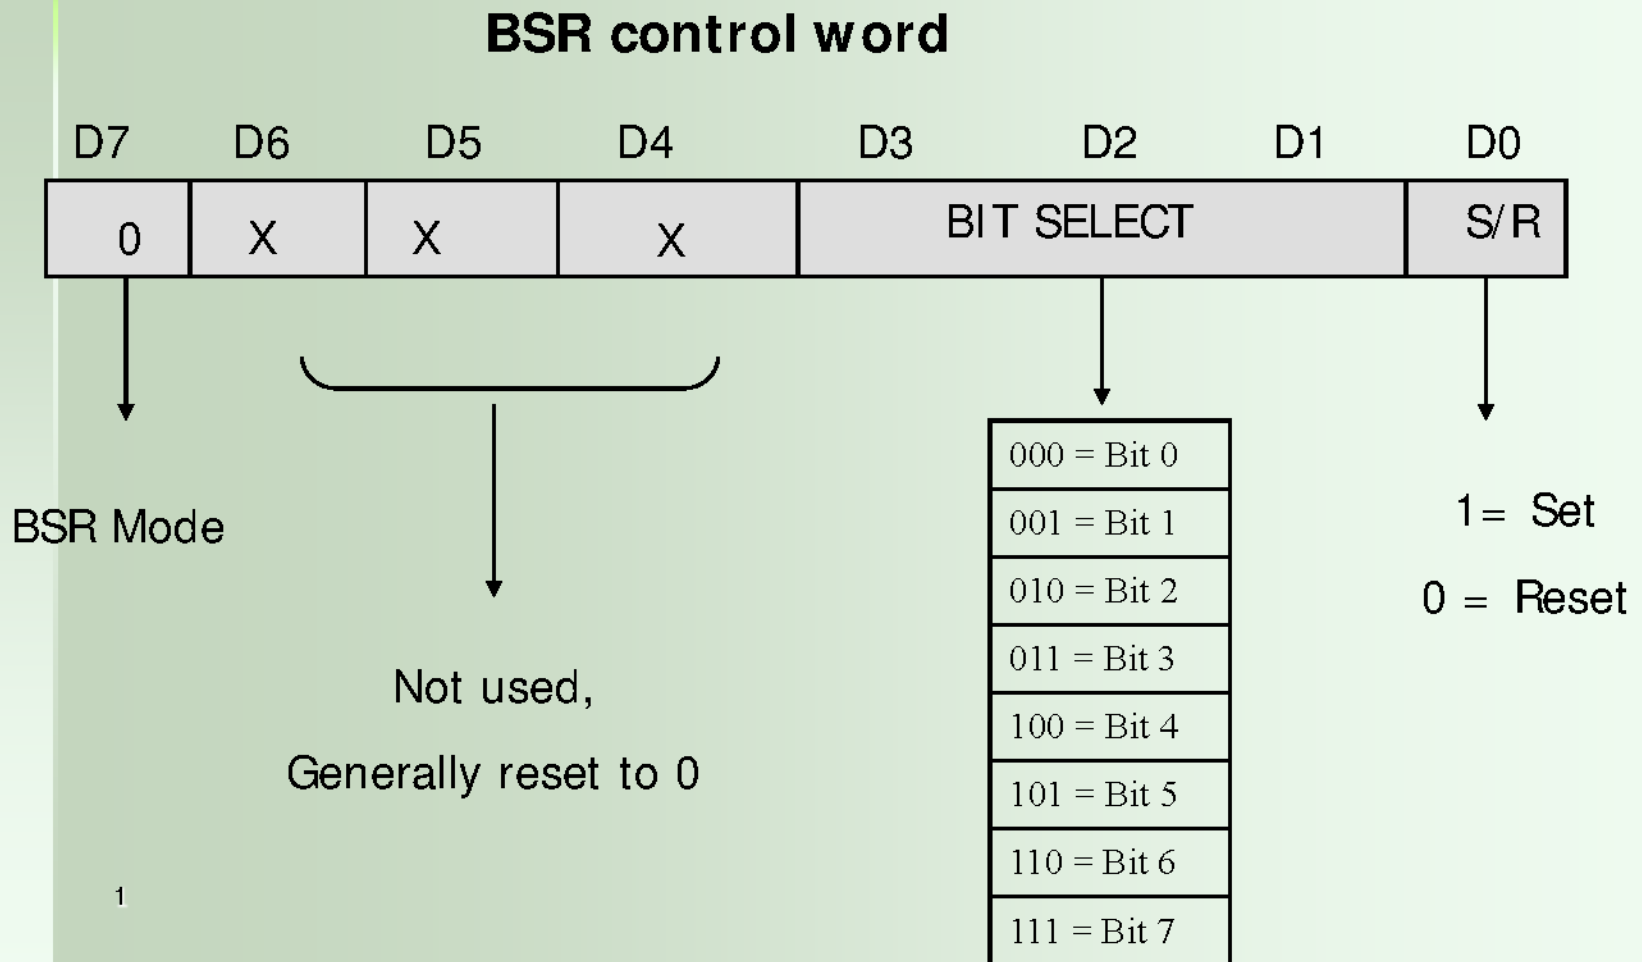 BSR control word
D7 D6 D5 D4 D3 D2 D1 D0
0 X X X BIT SELECT S/R
BSR Mode
Not used,
Generally reset to 0
000 = Bit 0
001 = Bit 1
010 = Bit 2
011 = Bit 3
100 = Bit 4
101 = Bit 5
110 = Bit 6
111 = Bit 7
1= Set
0 = Reset
1